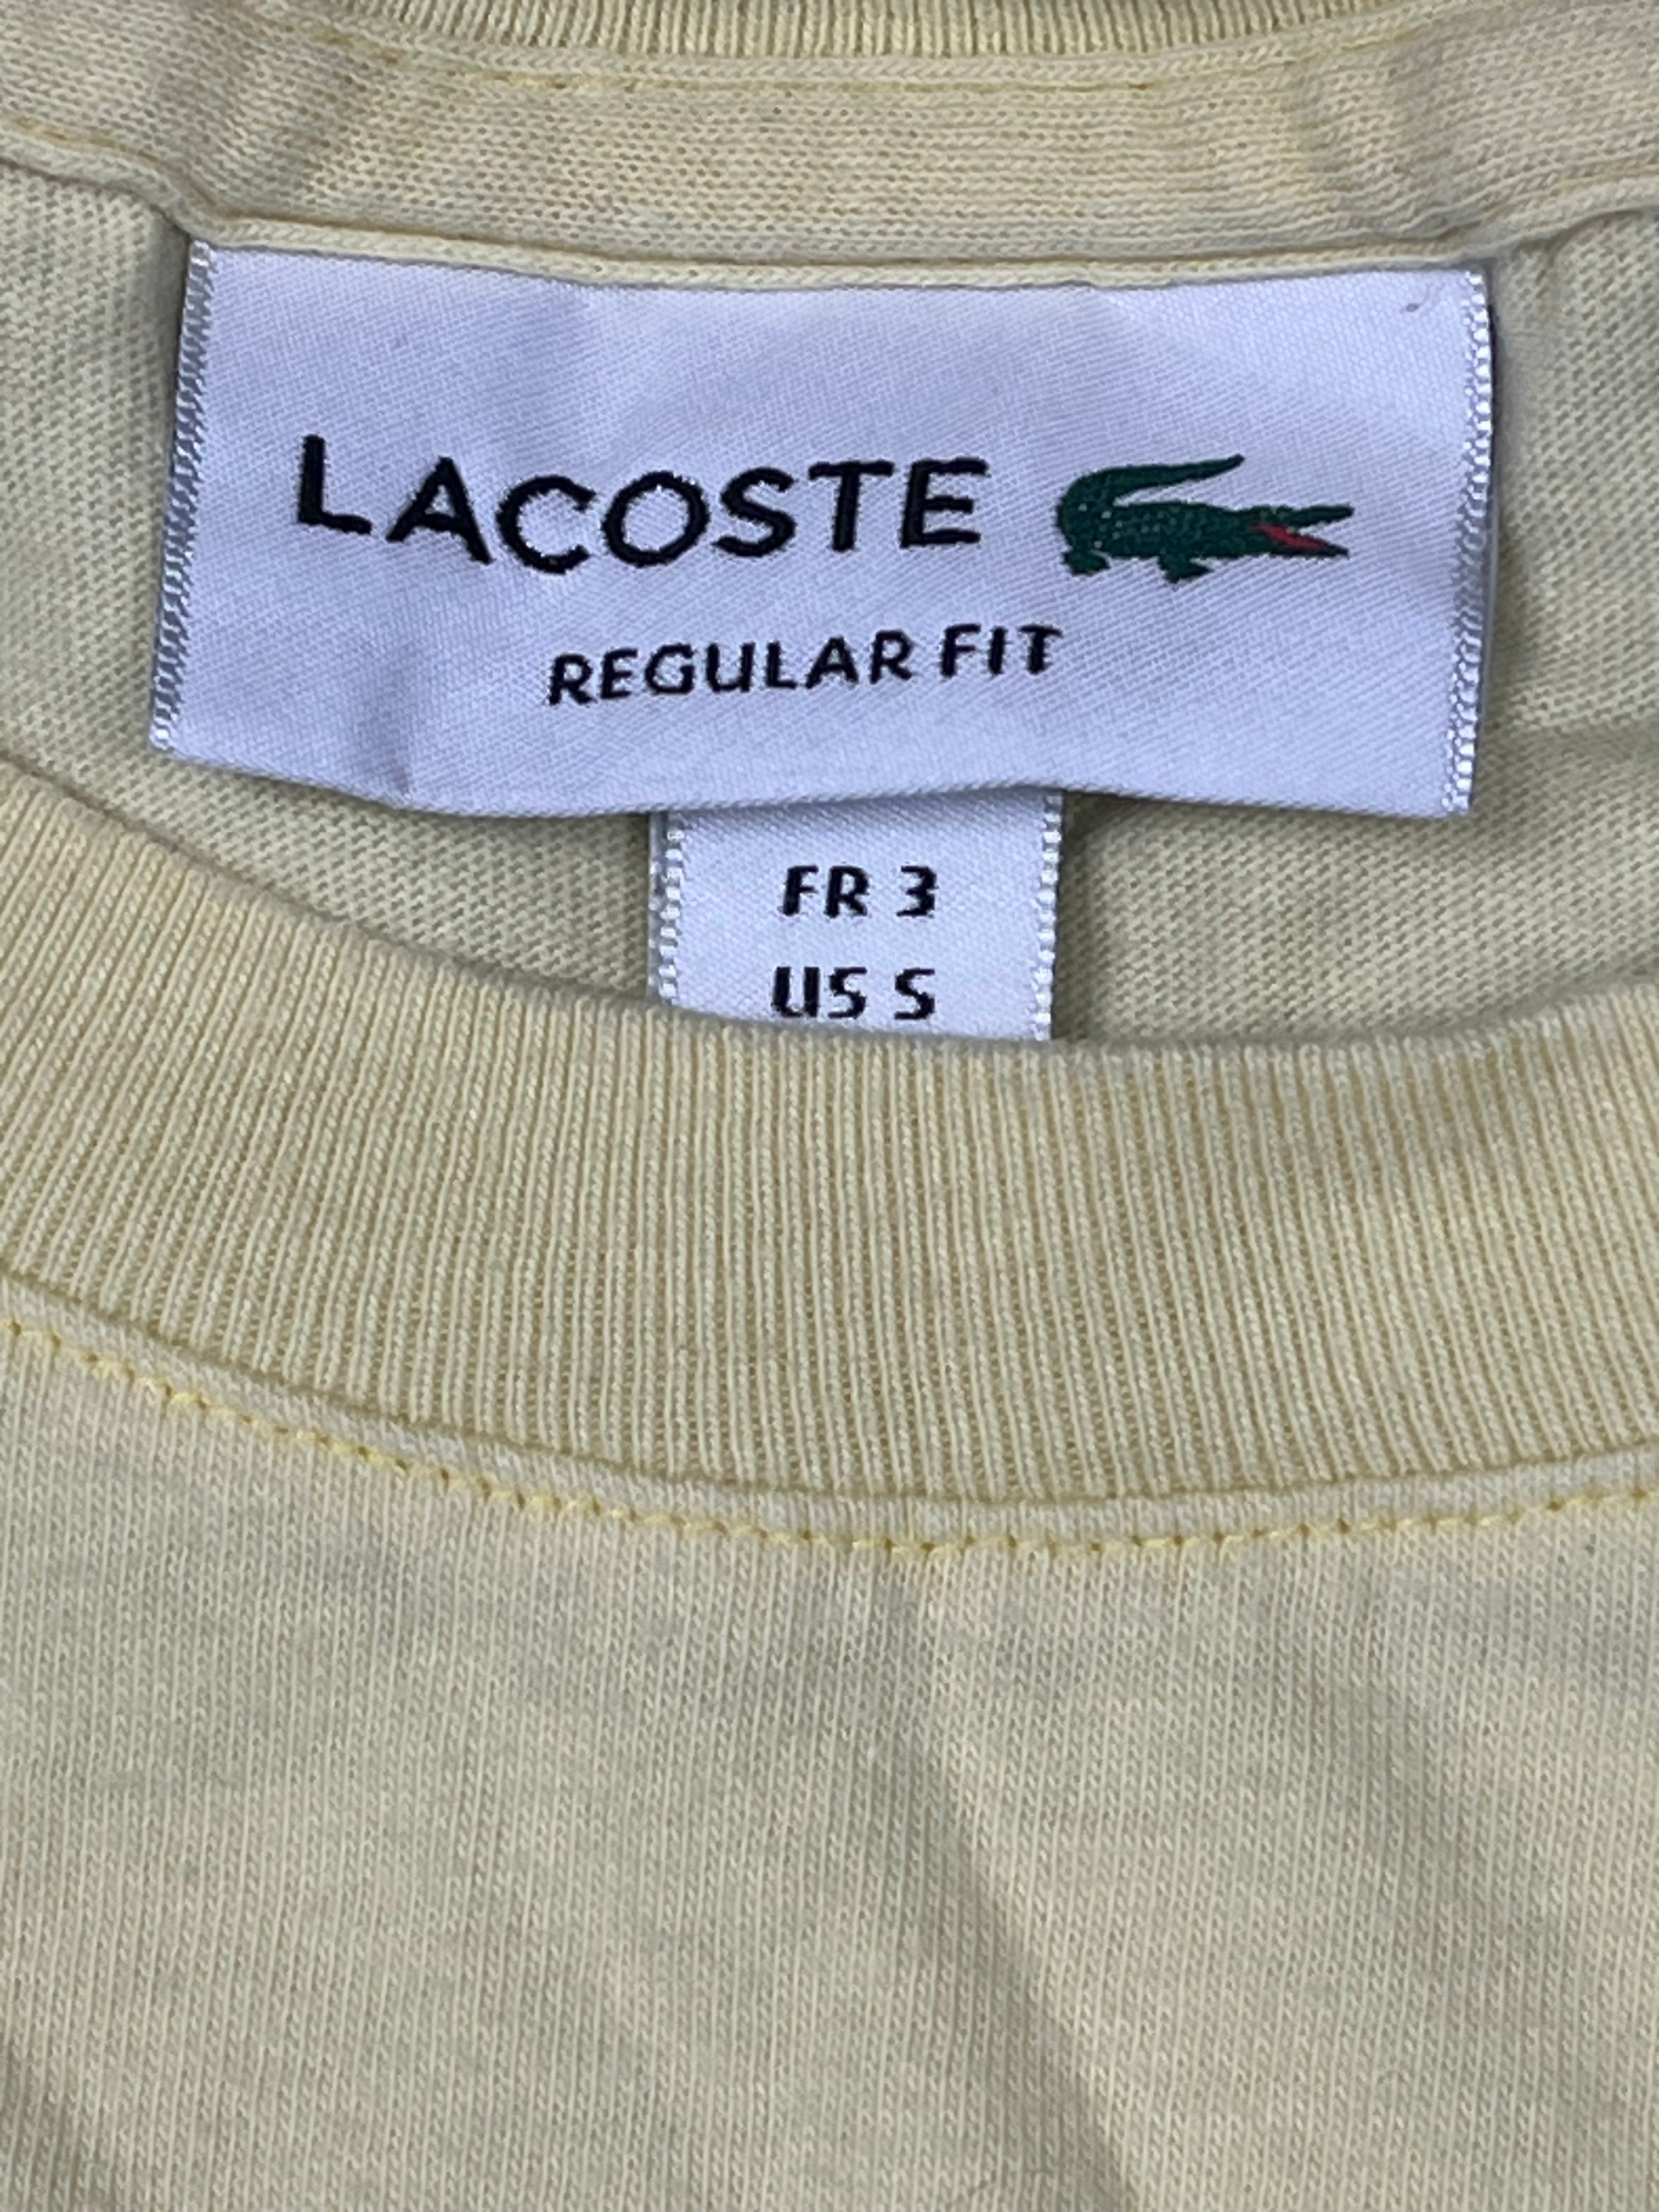 LACOSTE
REGULAR FIT
FR 3
US S